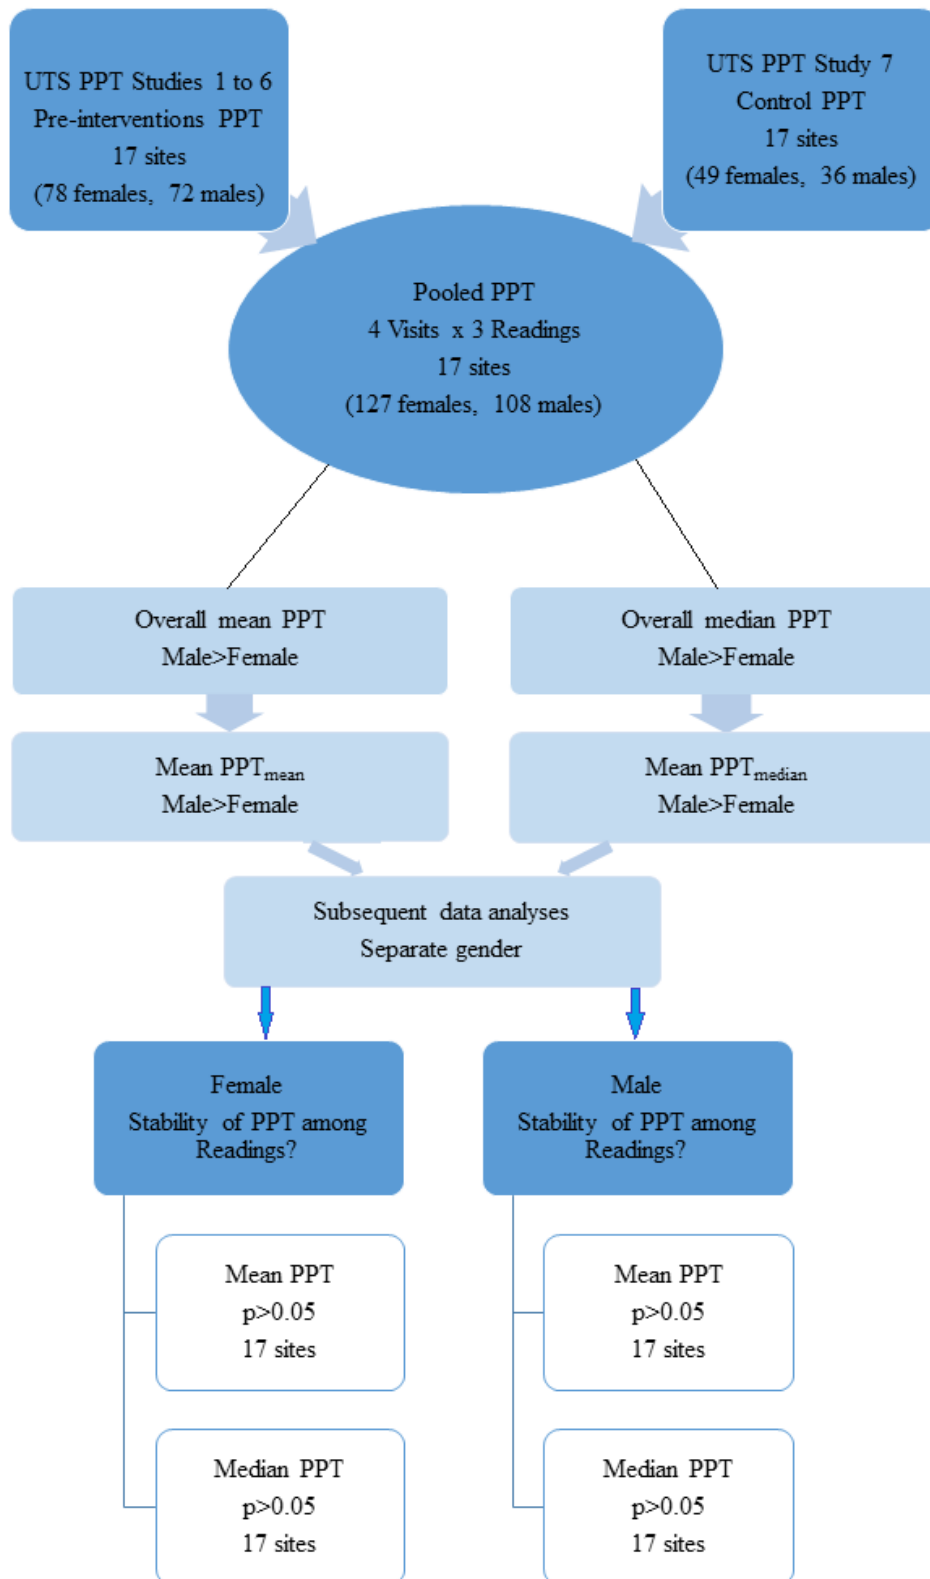 UTS PPT Studies 1 to 6
Pre-interventions PPT
17 sites
(78 females, 72 males)
UTS PPT Study 7
Control PPT
17 sites
(49 females, 36 males)
Pooled PPT
4 Visits x 3 Readings
17 sites
(127 females, 108 males)
Overall mean PPT
Male>Female
Overall median PPT
Male>Female
Mean PPTmean
Male>Female
Mean PPTmedian
Male>Female
Subsequent data analyses
Separate gender
Female
Stability of PPT among
Readings?
Male
Stability of PPT among
Readings?
Mean PPT
p>0.05
17 sites
Mean PPT
p>0.05
17 sites
Median PPT
p>0.05
17 sites
Median PPT
p>0.05
17 sites